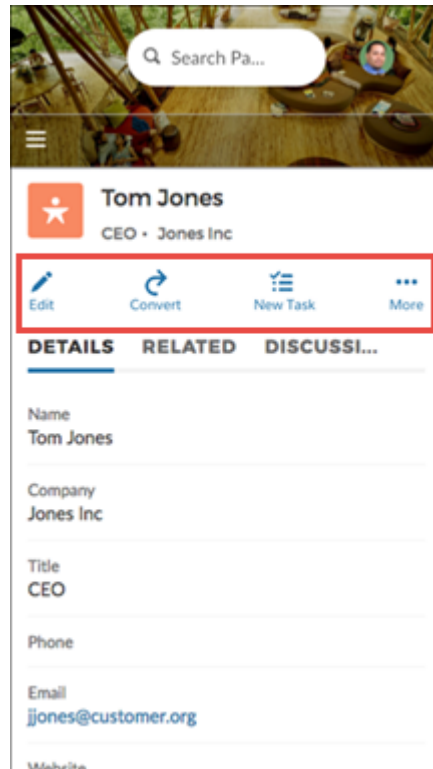 Search Pa...
Tom Jones
CEO • Jones Inc
Edit Convert New Task More
DETAILS RELATED DISCUSSI...
Name
Tom Jones
Company
Jones Inc
Title
CEO
Phone
Email
jjones@customer.org
Website